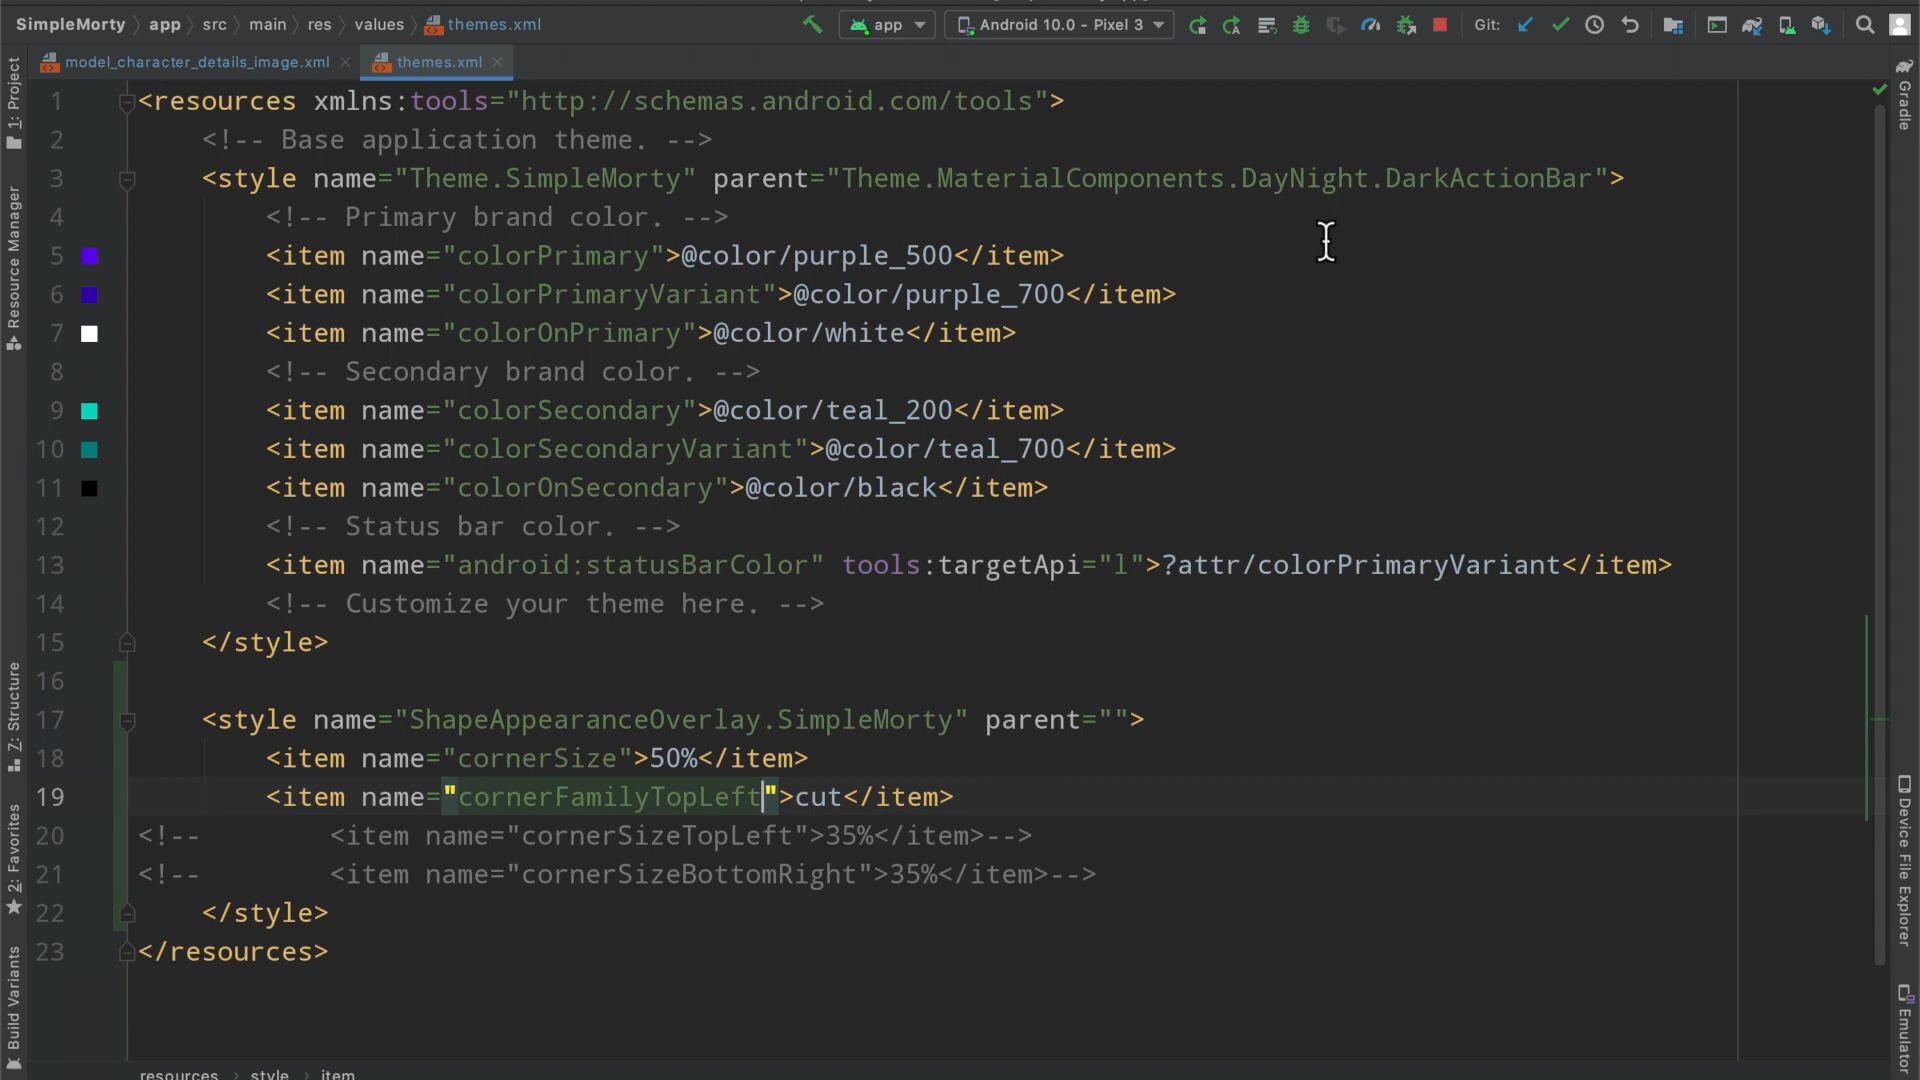 SimpleMorty app src main res values themes.xml app Android 10.0 - Pixel 3 Git:
model_character_details_image.xml themes.xml
1 <resources xmlns:tools="http://schemas.android.com/tools">
2 <!-- Base application theme. -->
3 <style name="Theme.SimpleMorty" parent="Theme.MaterialComponents.DayNight.DarkActionBar">
4 <!-- Primary brand color. -->
5 <item name="colorPrimary">@color/purple_500</item>
6 <item name="colorPrimaryVariant">@color/purple_700</item>
7 <item name="colorOnPrimary">@color/white</item>
8 <!-- Secondary brand color. -->
9 <item name="colorSecondary">@color/teal_200</item>
10 <item name="colorSecondaryVariant">@color/teal_700</item>
11 <item name="colorOnSecondary">@color/black</item>
12 <!-- Status bar color. -->
13 <item name="android:statusBarColor" tools:targetApi="l">?attr/colorPrimaryVariant</item>
14 <!-- Customize your theme here. -->
15 </style>
16
17 <style name="ShapeAppearanceOverlay.SimpleMorty" parent="">
18 <item name="cornerSize">50%</item>
19 <item name="cornerFamilyTopLeft">cut</item>
20 <!-- <item name="cornerSizeTopLeft">35%</item>-->
21 <!-- <item name="cornerSizeBottomRight">35%</item>-->
22 </style>
23 </resources>
resources style item
1: Project
Resource Manager
7: Structure
2: Favorites
Build Variants
Gradle
Device File Explorer
Emulator